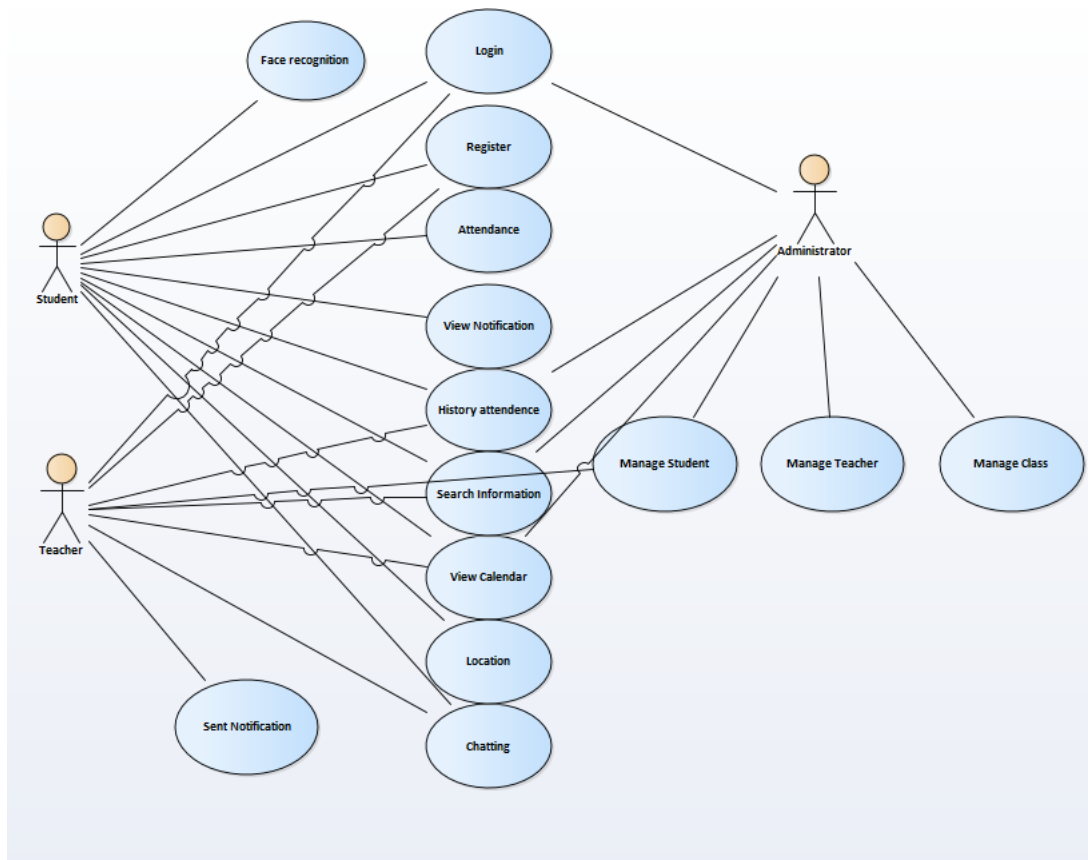 Face recognition
Login
Register
Attendance
Student
Administrator
View Notification
History attendence
Manage Student
Manage Teacher
Manage Class
Search Information
Teacher
View Calendar
Location
Sent Notification
Chatting